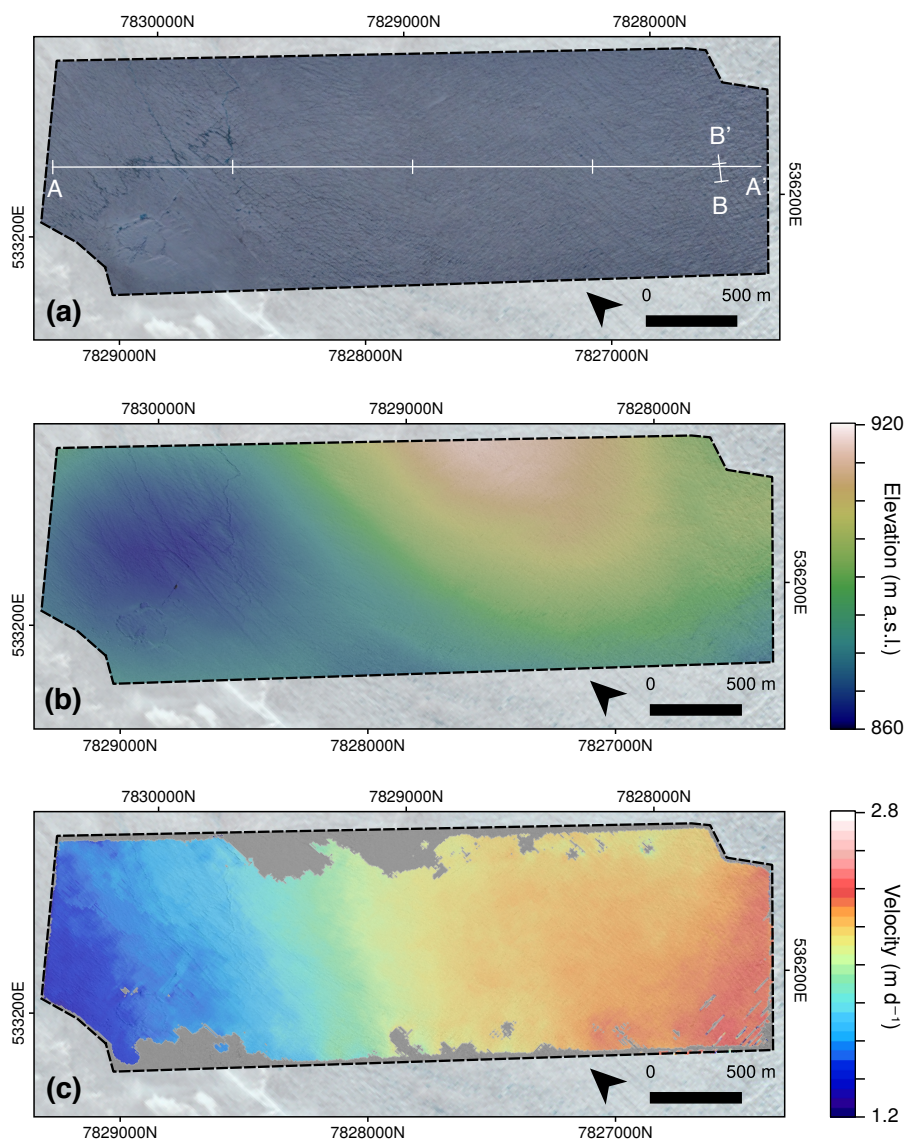 7830000N 7829000N 7828000N
B'
A A'
B
533200E
536200E
(a)
0 500 m
7829000N 7828000N 7827000N
7830000N 7829000N 7828000N
920
Elevation (m a.s.l.)
860
533200E
536200E
(b)
0 500 m
7829000N 7828000N 7827000N
7830000N 7829000N 7828000N
2.8
Velocity (m d⁻¹)
1.2
533200E
536200E
(c)
0 500 m
7829000N 7828000N 7827000N